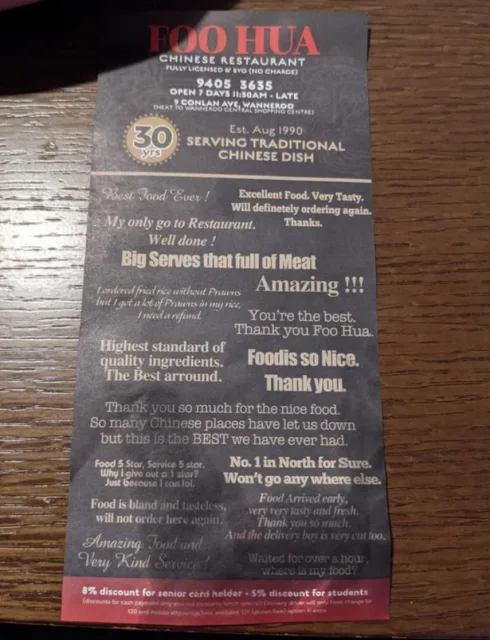 FOO HUA
CHINESE RESTAURANT
FULLY LICENSED & BYO (NO CHARGE)
9405 3635
OPEN 7 DAYS 11:30AM - LATE
9 CONLAN AVE, WANNEROO
(NEXT TO WANNEROO CENTRAL SHOPPING CENTRE)
30
yrs
Est. Aug 1990
SERVING TRADITIONAL
CHINESE DISH
Best Food Ever !
Excellent Food. Very Tasty.
Will definetely ordering again.
Thanks.
My only go to Restaurant.
Well done !
Big Serves that full of Meat
Amazing !!!
I ordered fried rice without Prawns
but I got a lot of Prawns in my rice,
I need a refund.
You're the best.
Thank you Foo Hua.
Highest standard of
quality ingredients.
The Best arround.
Foodis so Nice.
Thank you.
Thank you so much for the nice food.
So many Chinese places have let us down
but this is the BEST we have ever had.
Food 5 Star, Service 5 star.
Why I give out a 1 star?
Just because I can lol.
No. 1 in North for Sure.
Won't go any where else.
Food is bland and tasteless,
will not order here again.
Food Arrived early,
very very tasty and fresh.
Thank you so much.
And the delivery boy is very cut too.
Amazing Food and
Very Kind Service !
Waited for over a hour,
where is my food?
8% discount for senior card holder - 5% discount for students